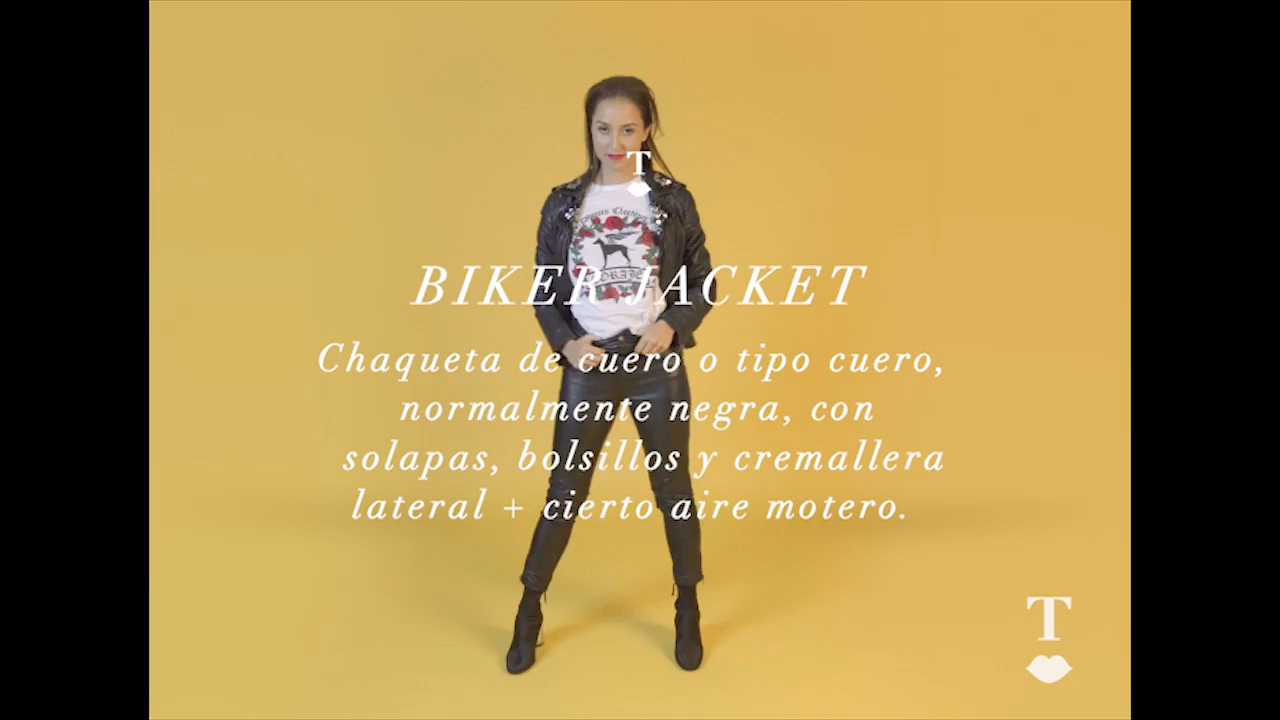 T
BIKER JACKET
Chaqueta de cuero o tipo cuero,
normalmente negra, con
solapas, bolsillos y cremallera
lateral + cierto aire motero.
T